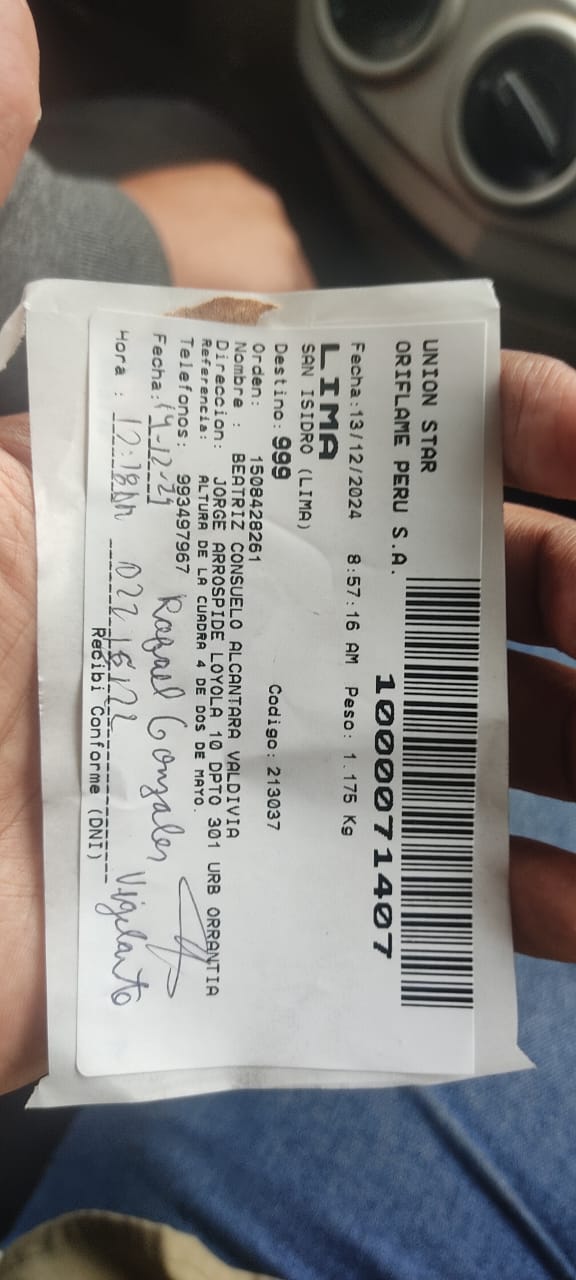 UNION STAR
ORIFLAME PERU S.A.
1000071407
Fecha:13/12/2024 8:57:16 AM Peso: 1.175 Kg
LIMA
SAN ISIDRO (LIMA)
Destino: 999 Codigo: 213037
Orden: 1508428261
Nombre : BEATRIZ CONSUELO ALCANTARA VALDIVIA
Direccion: JORGE ARROSPIDE LOYOLA 10 DPTO 301 URB ORRANTIA
Referencia: ALTURA DE LA CUADRA 4 DE DOS DE MAYO.
Telefonos: 993497967
Fecha: 14-12-24 Rafael Gonzales
Hora : 12:18 Vigilante
Recibi Conforme (DNI)